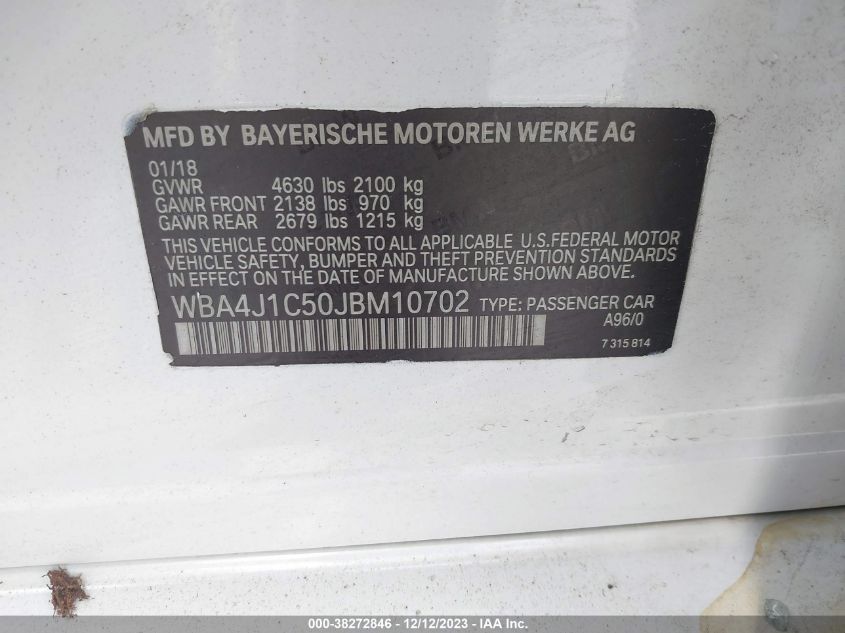 MFD BY BAYERISCHE MOTOREN WERKE AG
01/18
GVWR 4630 lbs 2100 kg
GAWR FRONT 2138 lbs 970 kg
GAWR REAR 2679 lbs 1215 kg
THIS VEHICLE CONFORMS TO ALL APPLICABLE U.S.FEDERAL MOTOR
VEHICLE SAFETY, BUMPER AND THEFT PREVENTION STANDARDS
IN EFFECT ON THE DATE OF MANUFACTURE SHOWN ABOVE.
WBA4J1C50JBM10702 TYPE: PASSENGER CAR
A96/0
7 315 814
000-38272846 - 12/12/2023 - IAA Inc.